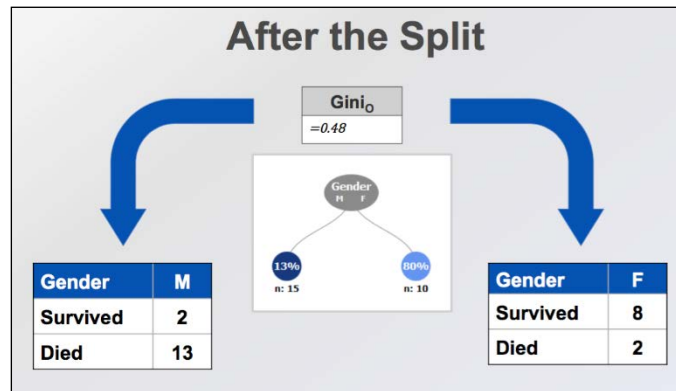 After the Split
Giniₒ
=0.48
Gender
M F
13%
n: 15
80%
n: 10
Gender M
Survived 2
Died 13
Gender F
Survived 8
Died 2